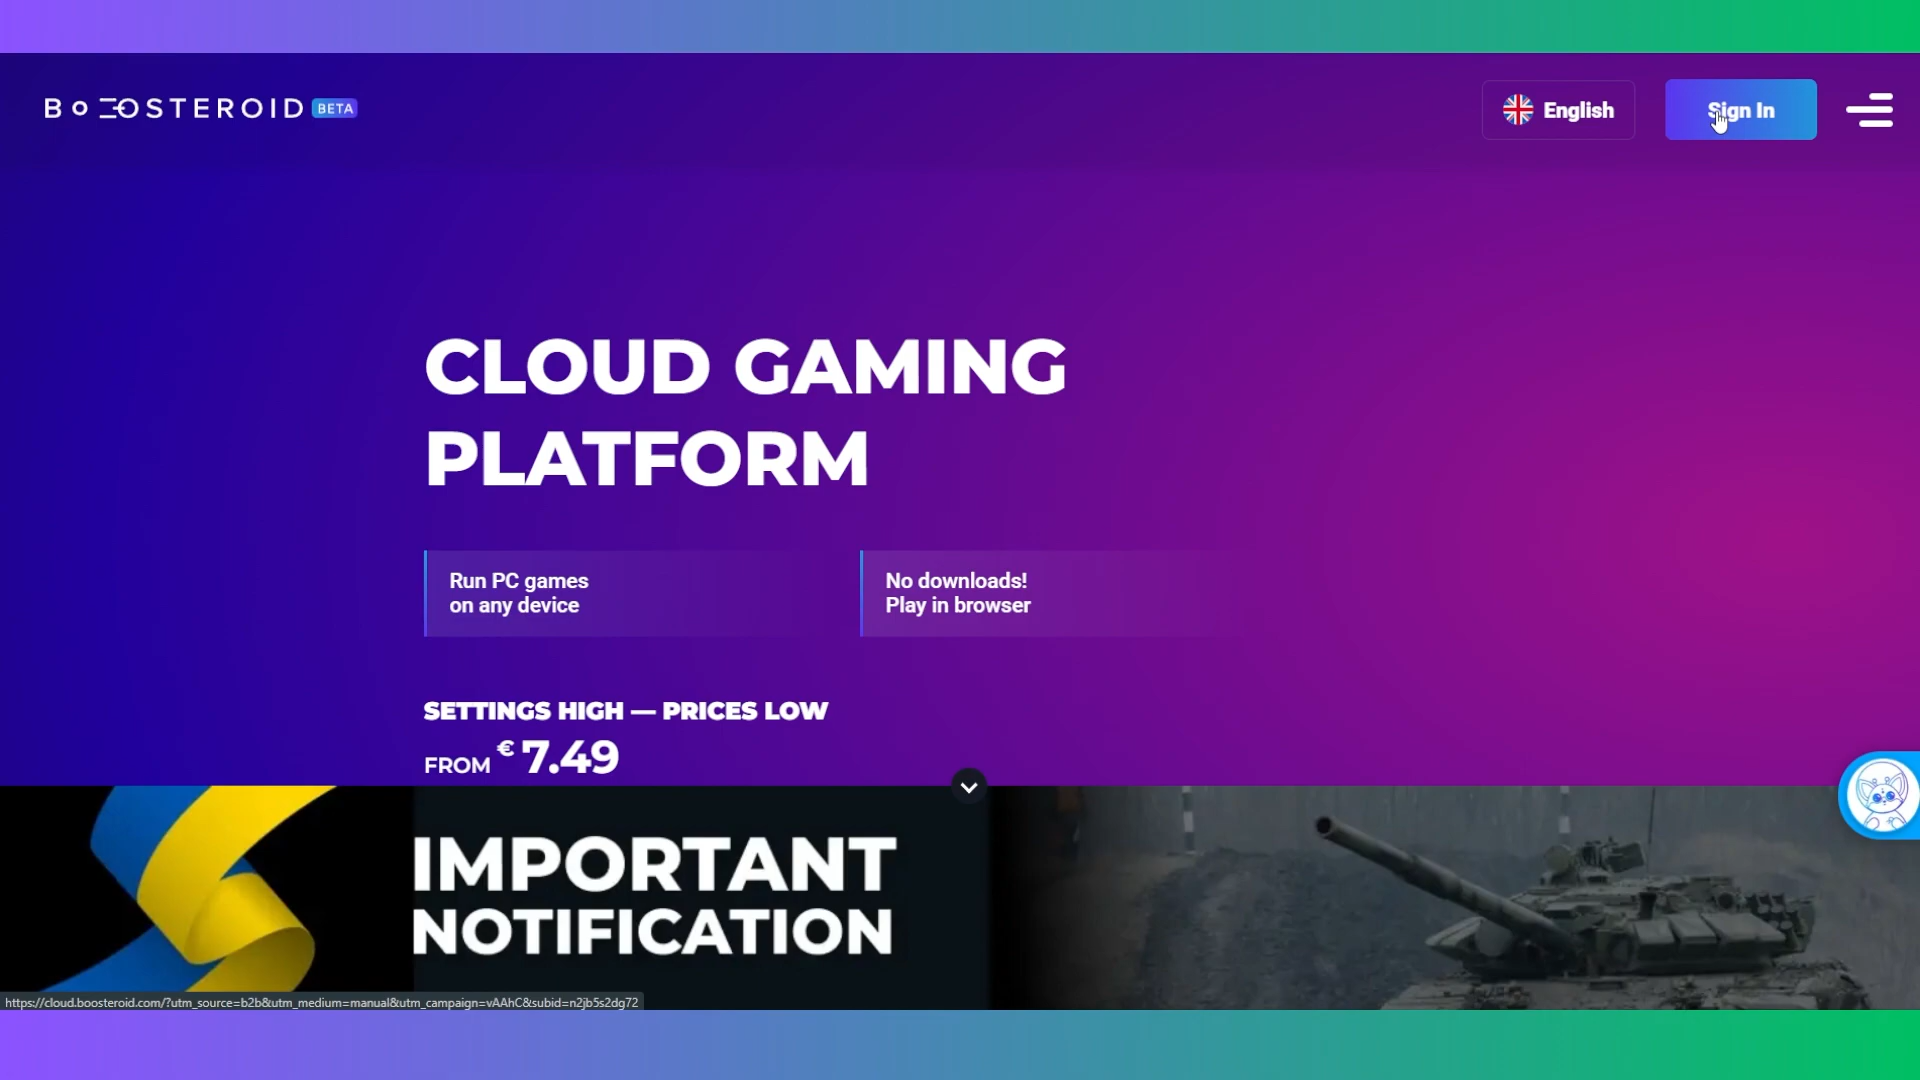 BOOSTEROID BETA
English
Sign In
CLOUD GAMING
PLATFORM
Run PC games
on any device
No downloads!
Play in browser
SETTINGS HIGH — PRICES LOW
FROM € 7.49
IMPORTANT
NOTIFICATION
https://cloud.boosteroid.com/?utm_source=b2b&utm_medium=manual&utm_campaign=vAAhC&subid=n2jb5s2dg72